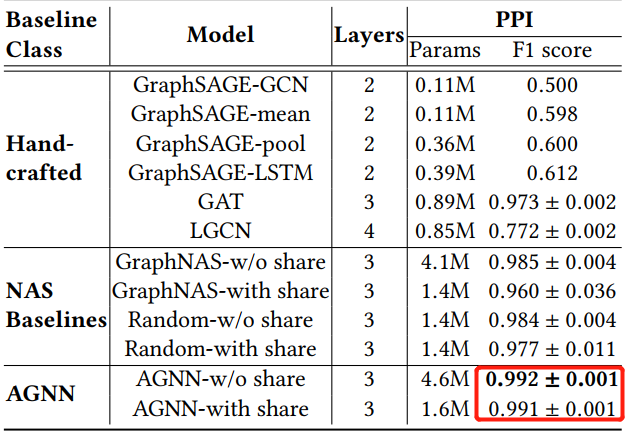 Baseline Class Model Layers PPI
Params F1 score
Hand-crafted GraphSAGE-GCN 2 0.11M 0.500
GraphSAGE-mean 2 0.11M 0.598
GraphSAGE-pool 2 0.36M 0.600
GraphSAGE-LSTM 2 0.39M 0.612
GAT 3 0.89M 0.973 ± 0.002
LGCN 4 0.85M 0.772 ± 0.002
NAS Baselines GraphNAS-w/o share 3 4.1M 0.985 ± 0.004
GraphNAS-with share 3 1.4M 0.960 ± 0.036
Random-w/o share 3 1.4M 0.984 ± 0.004
Random-with share 3 1.4M 0.977 ± 0.011
AGNN AGNN-w/o share 3 4.6M 0.992 ± 0.001
AGNN-with share 3 1.6M 0.991 ± 0.001